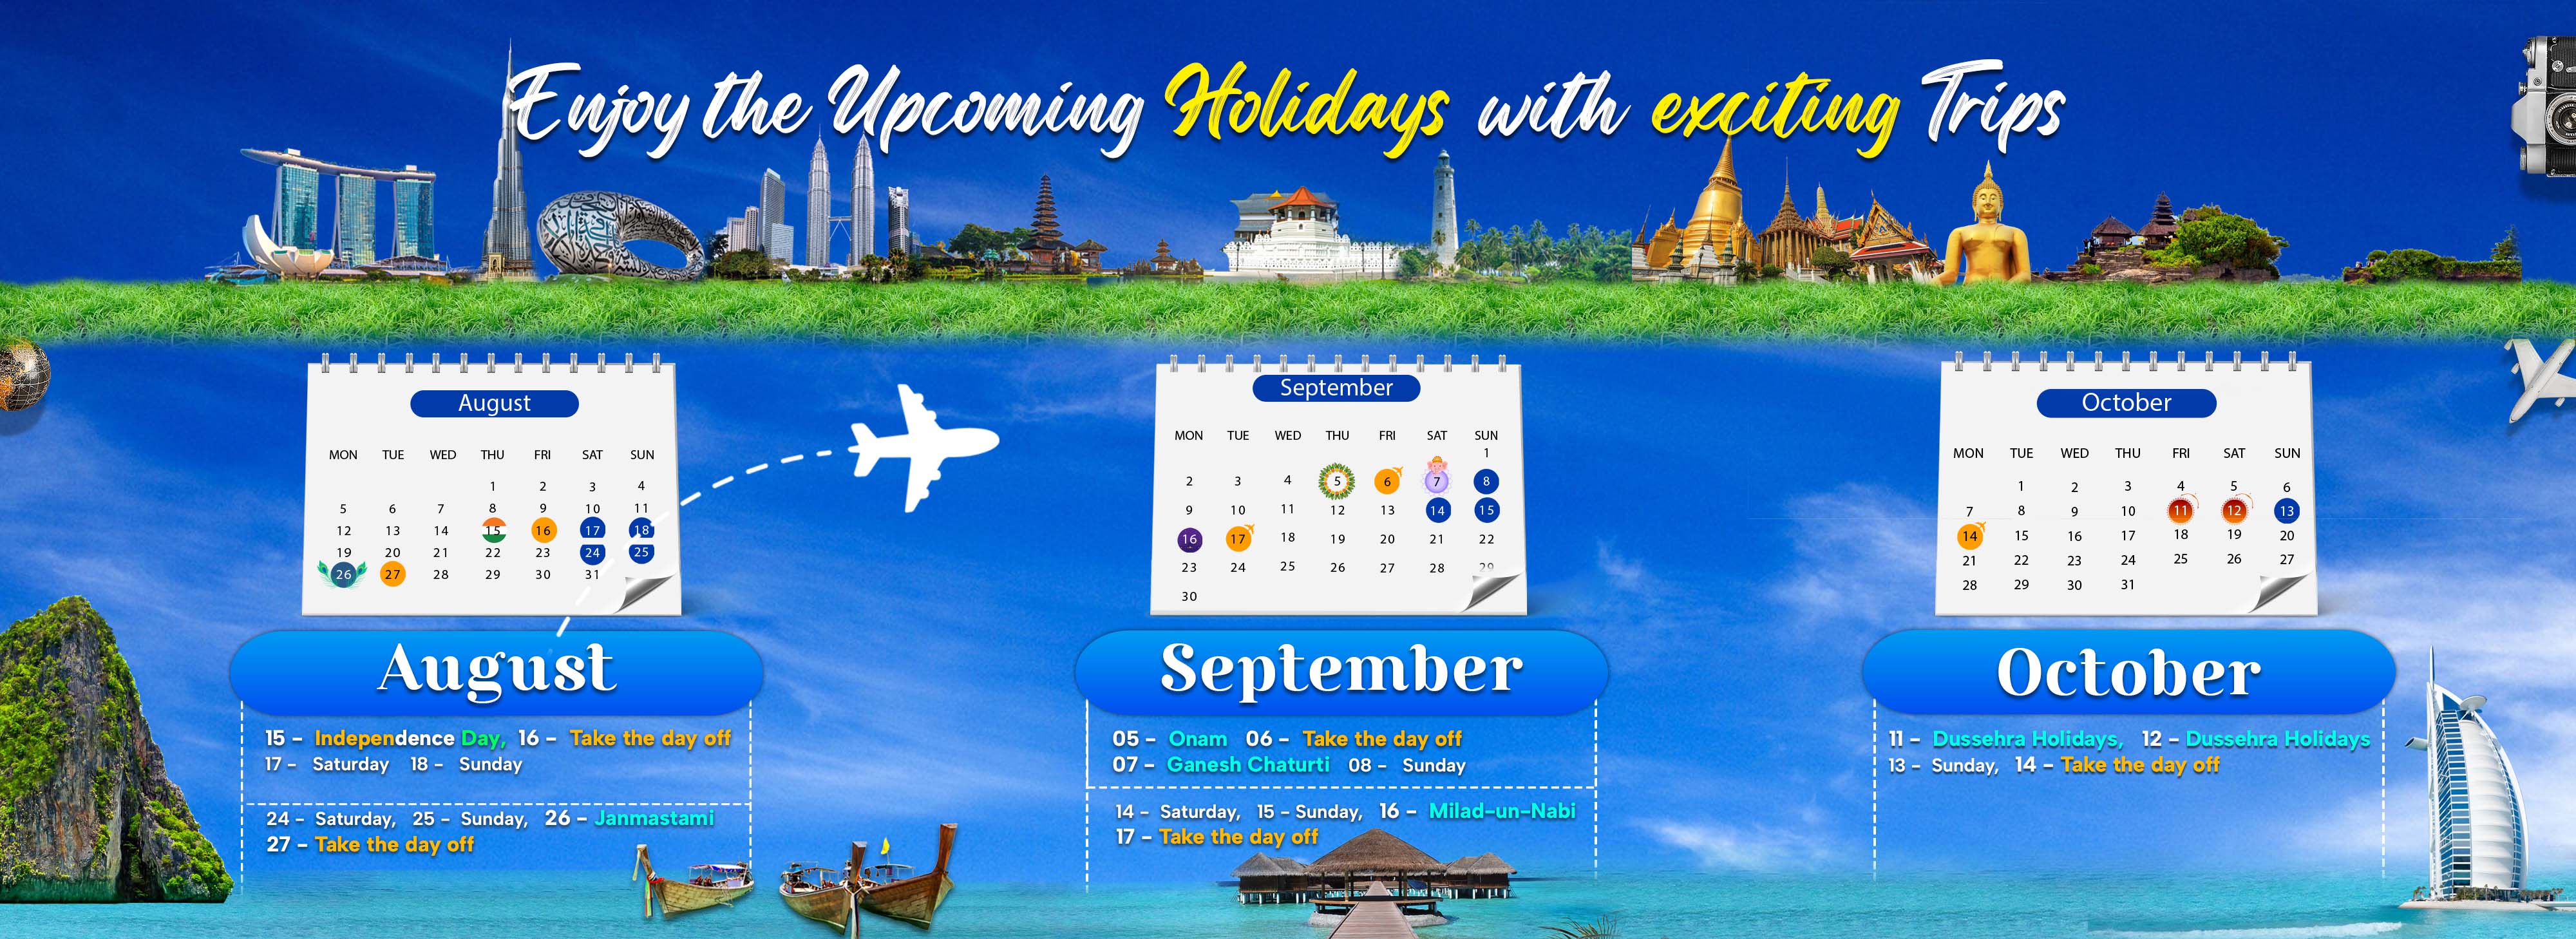 Enjoy the Upcoming Holidays with exciting Trips
August
MON TUE WED THU FRI SAT SUN
1 2 3 4
5 6 7 8 9 10 11
12 13 14 15 16 17 18
19 20 21 22 23 24 25
26 27 28 29 30 31
September
MON TUE WED THU FRI SAT SUN
1
2 3 4 5 6 7 8
9 10 11 12 13 14 15
16 17 18 19 20 21 22
23 24 25 26 27 28 29
30
October
MON TUE WED THU FRI SAT SUN
1 2 3 4 5 6
7 8 9 10 11 12 13
14 15 16 17 18 19 20
21 22 23 24 25 26 27
28 29 30 31
August
15 - Independence Day, 16 - Take the day off
17 - Saturday 18 - Sunday
24 - Saturday, 25 - Sunday, 26 - Janmastami
27 - Take the day off
September
05 - Onam 06 - Take the day off
07 - Ganesh Chaturti 08 - Sunday
14 - Saturday, 15 - Sunday, 16 - Milad-un-Nabi
17 - Take the day off
October
11 - Dussehra Holidays, 12 - Dussehra Holidays
13 - Sunday, 14 - Take the day off